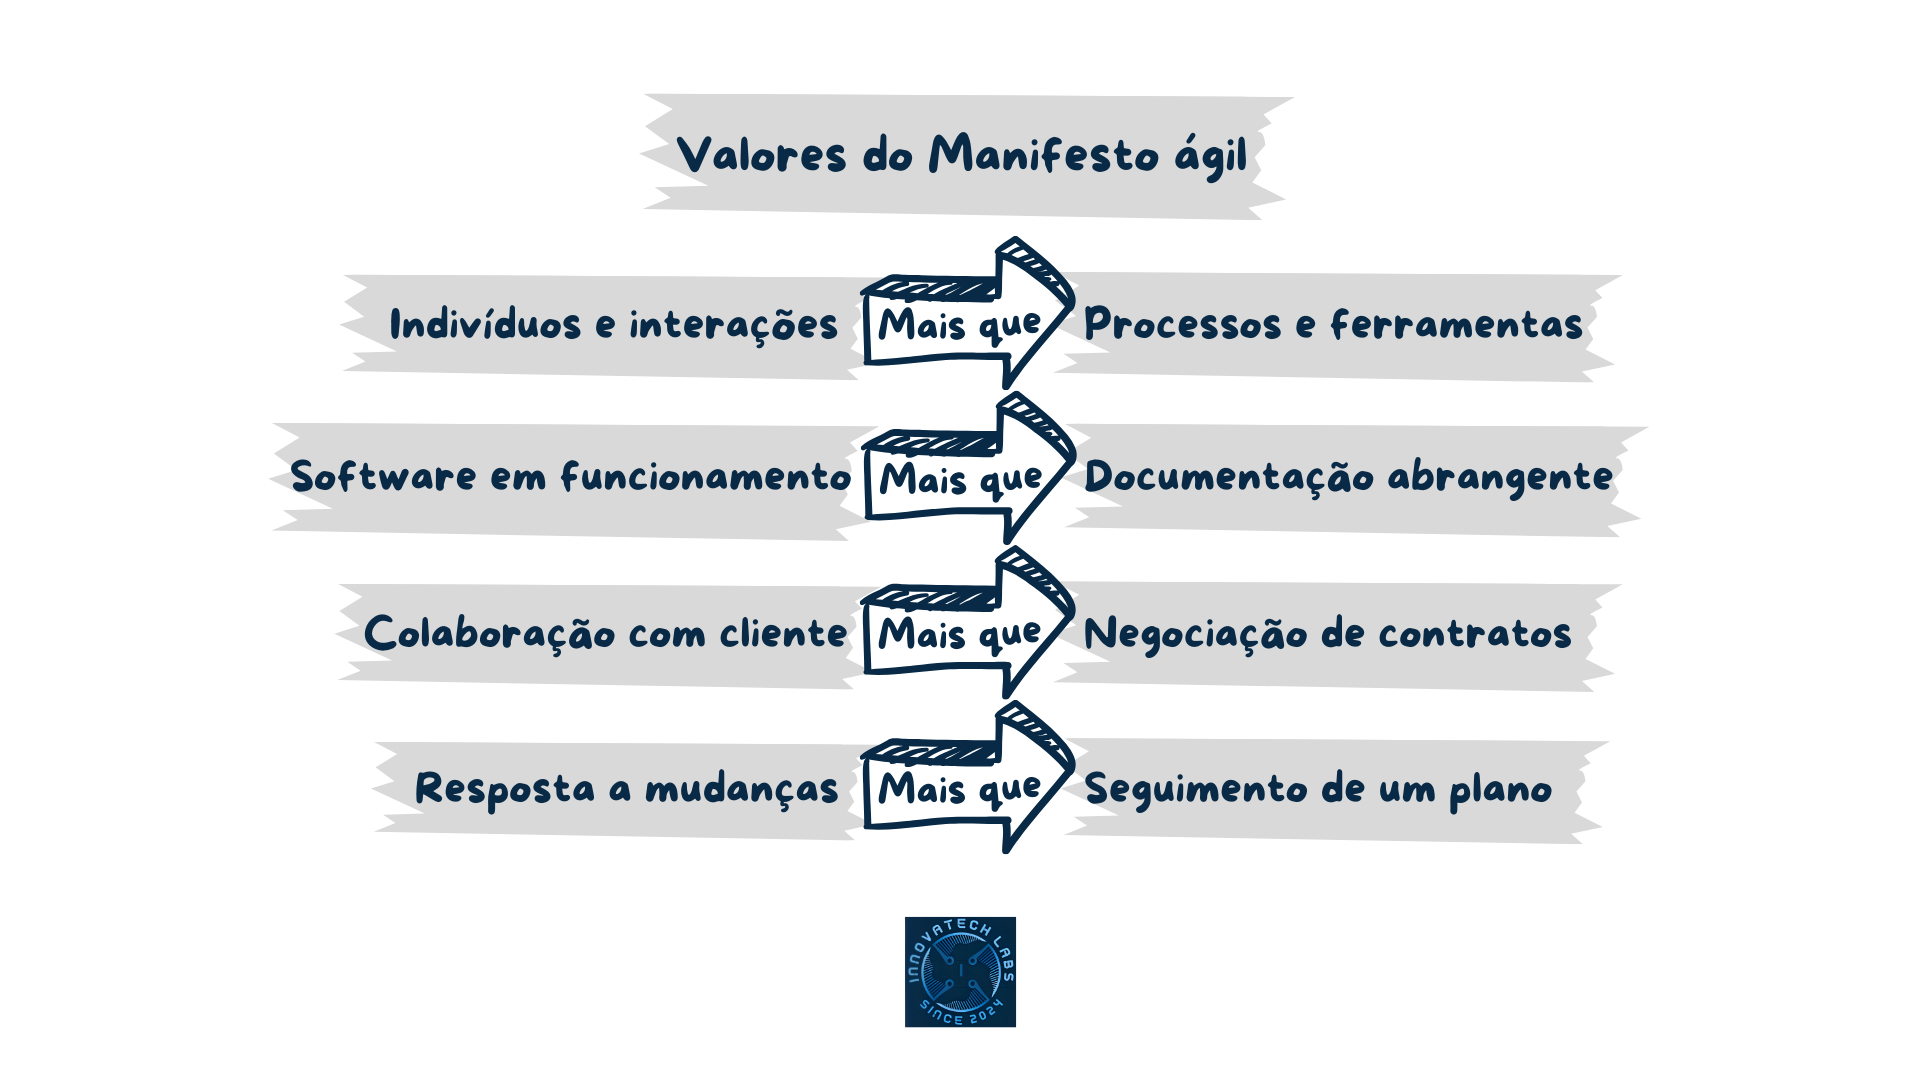 Valores do Manifesto ágil
Indivíduos e interações Mais que Processos e ferramentas
Software em funcionamento Mais que Documentação abrangente
Colaboração com cliente Mais que Negociação de contratos
Resposta a mudanças Mais que Seguimento de um plano
INNOVATECH LABS
SINCE 2024